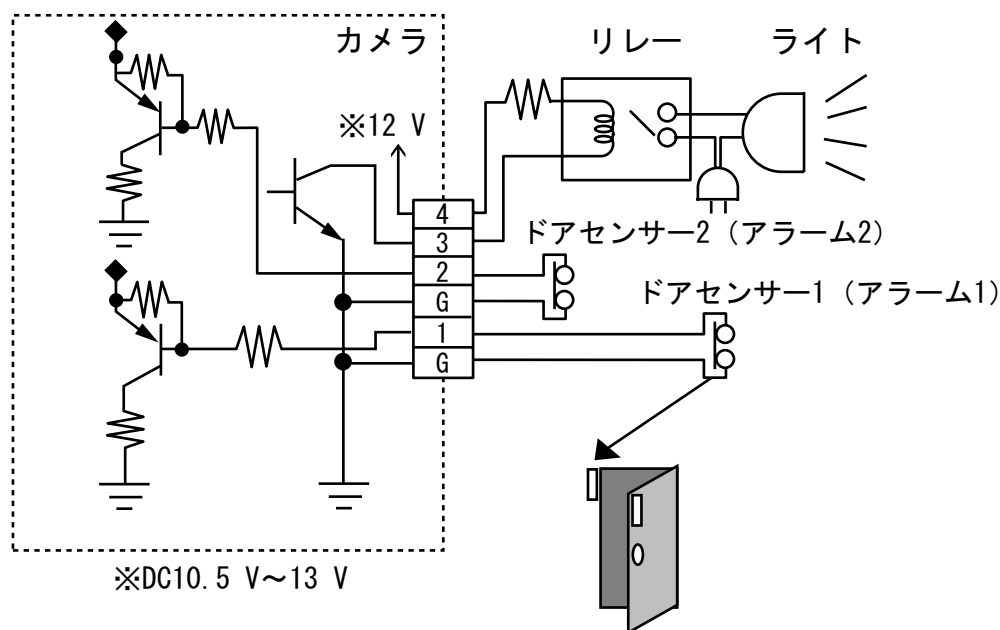 カメラ
リレー
ライト
※12 V
4
3
2
G
1
G
ドアセンサー2（アラーム2）
ドアセンサー1（アラーム1）
※DC10.5 V～13 V